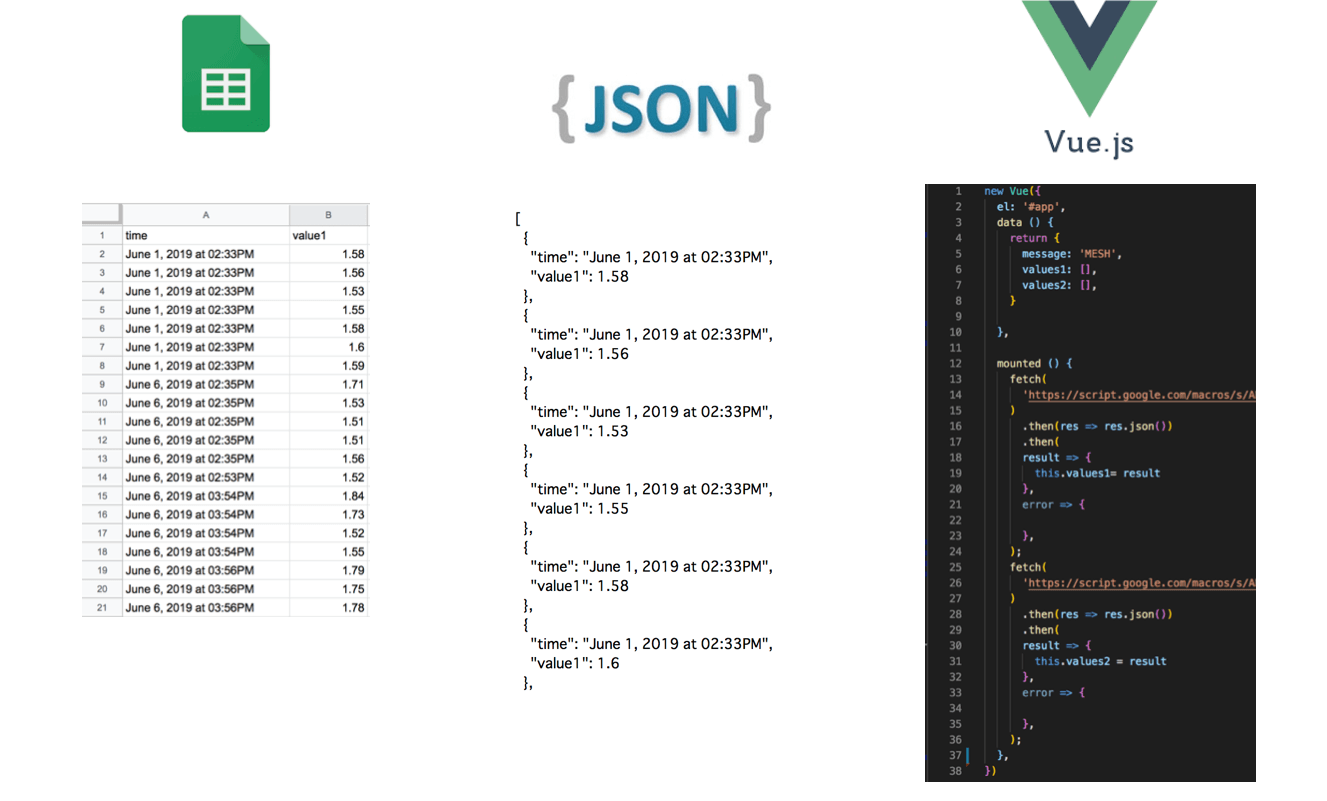 {JSON}
Vue.js
A B
1 time value1
2 June 1, 2019 at 02:33PM 1.58
3 June 1, 2019 at 02:33PM 1.56
4 June 1, 2019 at 02:33PM 1.53
5 June 1, 2019 at 02:33PM 1.55
6 June 1, 2019 at 02:33PM 1.58
7 June 1, 2019 at 02:33PM 1.6
8 June 1, 2019 at 02:33PM 1.59
9 June 6, 2019 at 02:35PM 1.71
10 June 6, 2019 at 02:35PM 1.53
11 June 6, 2019 at 02:35PM 1.51
12 June 6, 2019 at 02:35PM 1.51
13 June 6, 2019 at 02:35PM 1.56
14 June 6, 2019 at 02:53PM 1.52
15 June 6, 2019 at 03:54PM 1.84
16 June 6, 2019 at 03:54PM 1.73
17 June 6, 2019 at 03:54PM 1.52
18 June 6, 2019 at 03:54PM 1.55
19 June 6, 2019 at 03:56PM 1.79
20 June 6, 2019 at 03:56PM 1.75
21 June 6, 2019 at 03:56PM 1.78
[
{
"time": "June 1, 2019 at 02:33PM",
"value1": 1.58
},
{
"time": "June 1, 2019 at 02:33PM",
"value1": 1.56
},
{
"time": "June 1, 2019 at 02:33PM",
"value1": 1.53
},
{
"time": "June 1, 2019 at 02:33PM",
"value1": 1.55
},
{
"time": "June 1, 2019 at 02:33PM",
"value1": 1.58
},
{
"time": "June 1, 2019 at 02:33PM",
"value1": 1.6
},
1 new Vue({
2 el: '#app',
3 data () {
4 return {
5 message: 'MESH',
6 values1: [],
7 values2: [],
8 }
9
10 },
11
12 mounted () {
13 fetch(
14 'https://script.google.com/macros/s/A
15 )
16 .then(res => res.json())
17 .then(
18 result => {
19 this.values1= result
20 },
21 error => {
22
23 },
24 );
25 fetch(
26 'https://script.google.com/macros/s/A
27 )
28 .then(res => res.json())
29 .then(
30 result => {
31 this.values2 = result
32 },
33 error => {
34
35 },
36 );
37 },
38 })